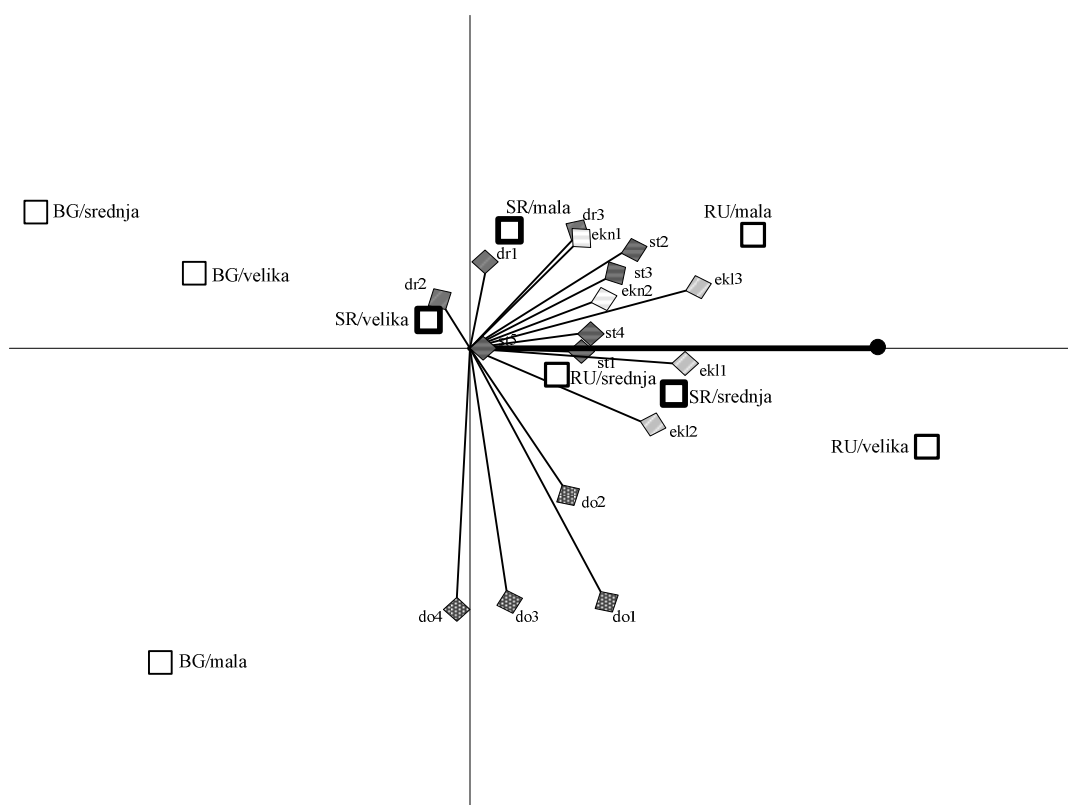 BG/srednja
SR/mala
dr3
RU/mala
ekn1
st2
dr1
BG/velika
st3
ekl3
dr2
ekn2
SR/velika
st4
st5
st1
ekl1
RU/srednja
SR/srednja
ekl2
RU/velika
do2
do4
do3
do1
BG/mala